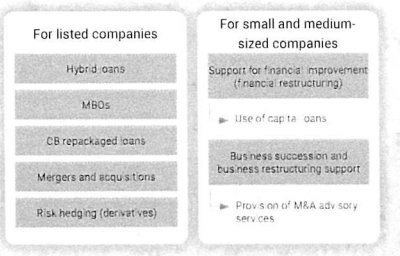 For listed companies
Hybrid loans
MBOs
CB repackaged loans
Mergers and acquisitions
Risk hedging (derivatives)
For small and medium-
sized companies
Support for financial improvement
(financial restructuring)
Use of capital loans
Business succession and
business restructuring support
Provision of M&A advisory
services